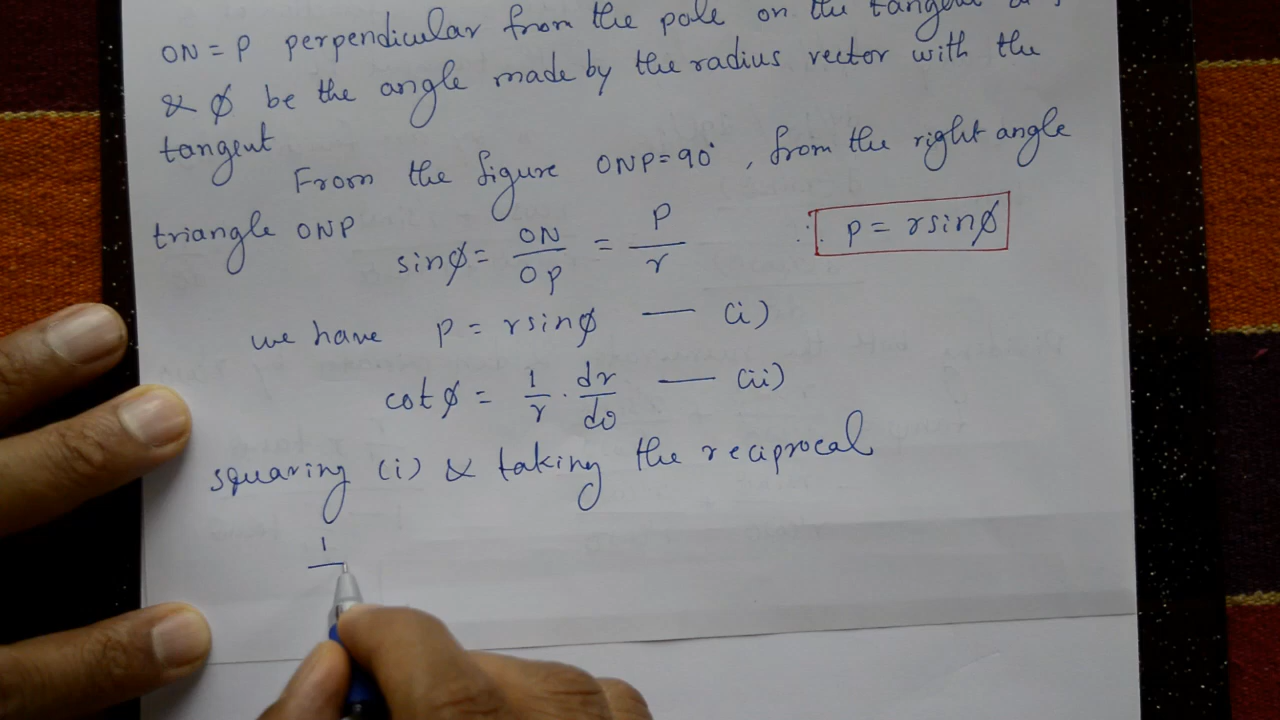 ON = P perpendicular from the pole on the tangent
& φ be the angle made by the radius vector with the
tangent
From the figure ONP=90°, from the right angle
triangle ONP
sinφ = ON/OP = P/r ∴ p = rsinφ
we have p = rsinφ — (i)
cotφ = 1/r . dr/dθ — (ii)
squaring (i) & taking the reciprocal
1